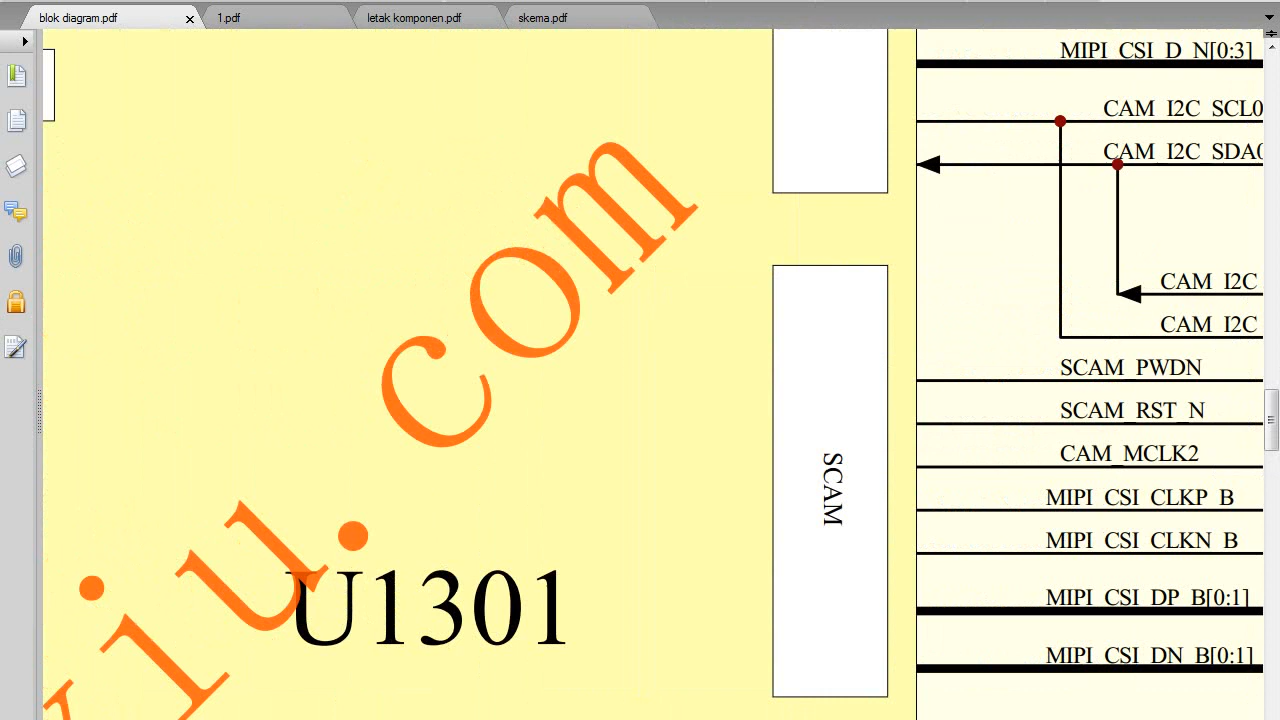 blok diagram.pdf
1.pdf
letak komponen.pdf
skema.pdf
MIPI_CSI_D_N[0:3]
CAM_I2C_SCL0
CAM_I2C_SDA0
CAM_I2C
CAM_I2C
SCAM_PWDN
SCAM_RST_N
CAM_MCLK2
MIPI_CSI_CLKP_B
MIPI_CSI_CLKN_B
MIPI_CSI_DP_B[0:1]
MIPI_CSI_DN_B[0:1]
SCAM
U1301
xiu.com